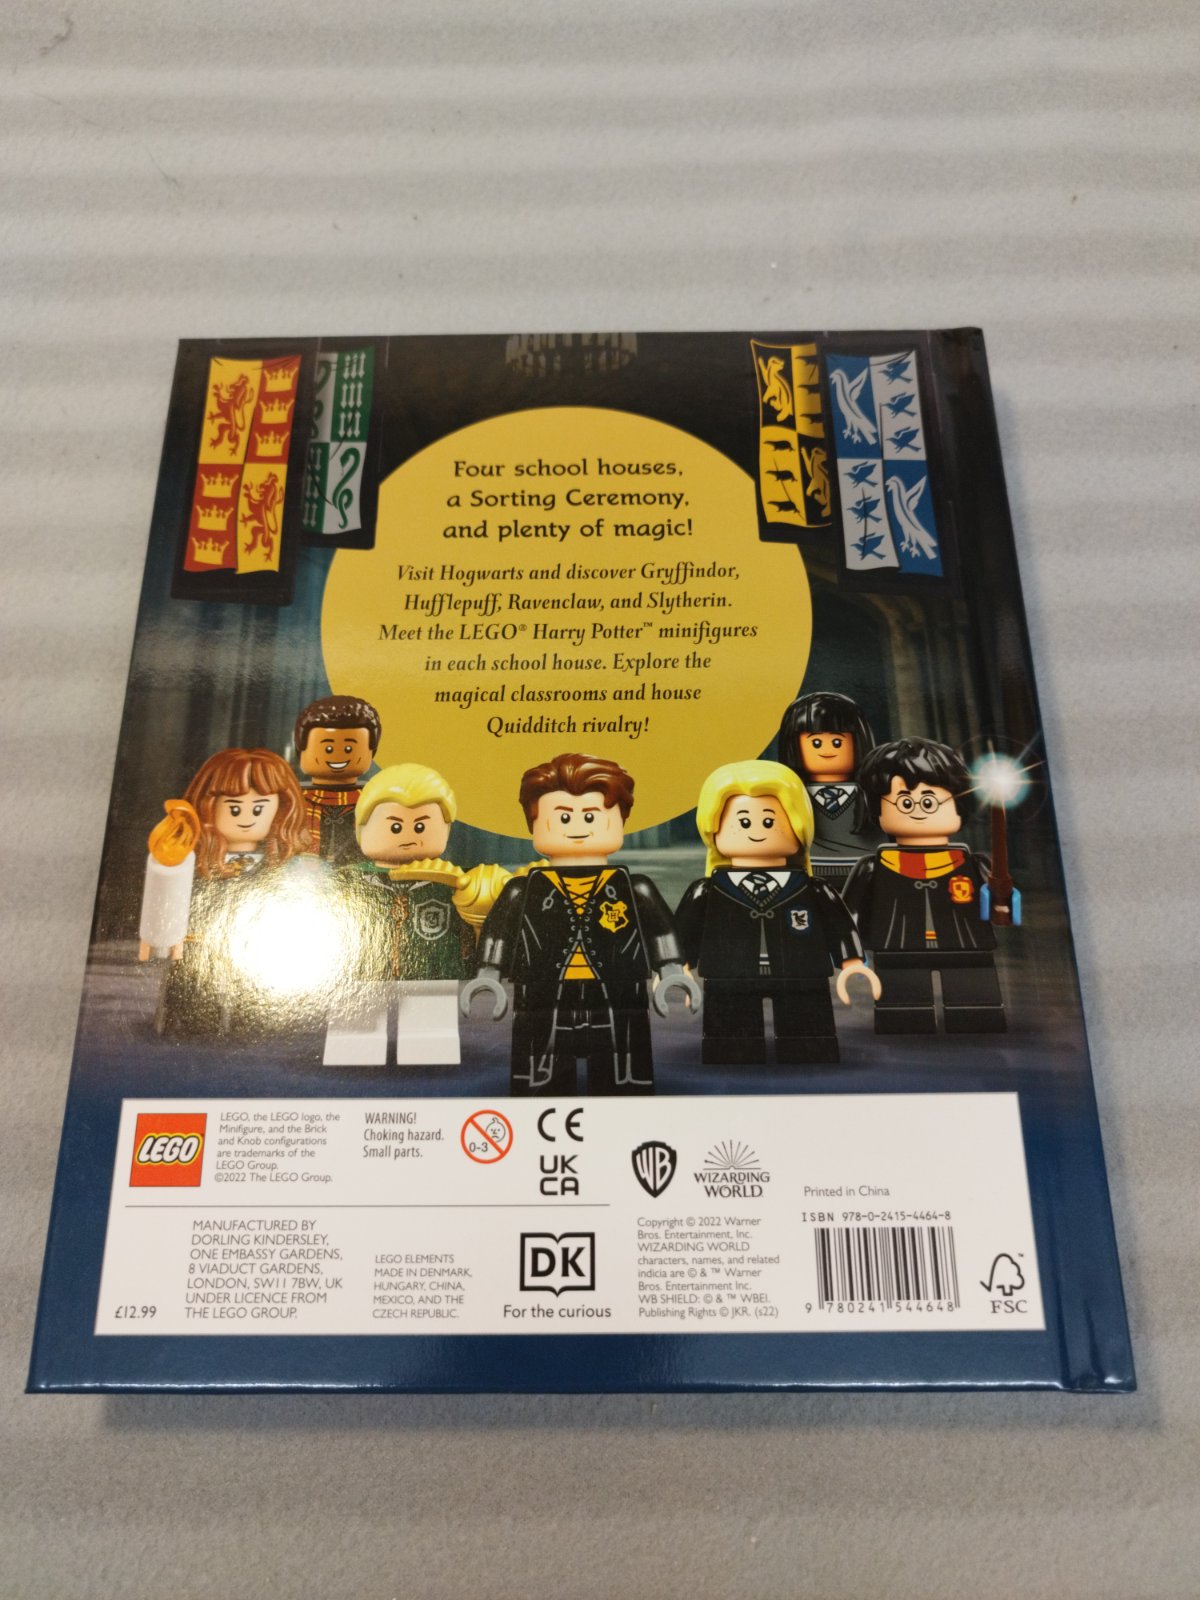 Four school houses,
a Sorting Ceremony,
and plenty of magic!
Visit Hogwarts and discover Gryffindor,
Hufflepuff, Ravenclaw, and Slytherin.
Meet the LEGO® Harry Potter™ minifigures
in each school house. Explore the
magical classrooms and house
Quidditch rivalry!
LEGO
LEGO, the LEGO logo, the
Minifigure, and the Brick
and Knob configurations
are trademarks of the
LEGO Group.
©2022 The LEGO Group.
WARNING!
Choking hazard.
Small parts.
0-3
CE
UK
CA
WB
WIZARDING
WORLD
Printed in China
ISBN 978-0-2415-4464-8
9 780241 544648
FSC
£12.99
MANUFACTURED BY
DORLING KINDERSLEY,
ONE EMBASSY GARDENS,
8 VIADUCT GARDENS,
LONDON, SW11 7BW, UK
UNDER LICENCE FROM
THE LEGO GROUP.
LEGO ELEMENTS
MADE IN DENMARK,
HUNGARY, CHINA,
MEXICO, AND THE
CZECH REPUBLIC.
DK
For the curious
Copyright © 2022 Warner
Bros. Entertainment, Inc.
WIZARDING WORLD
characters, names, and related
indicia are © & ™ Warner
Bros. Entertainment Inc.
WB SHIELD: © & ™ WBEI.
Publishing Rights © JKR. (s22)